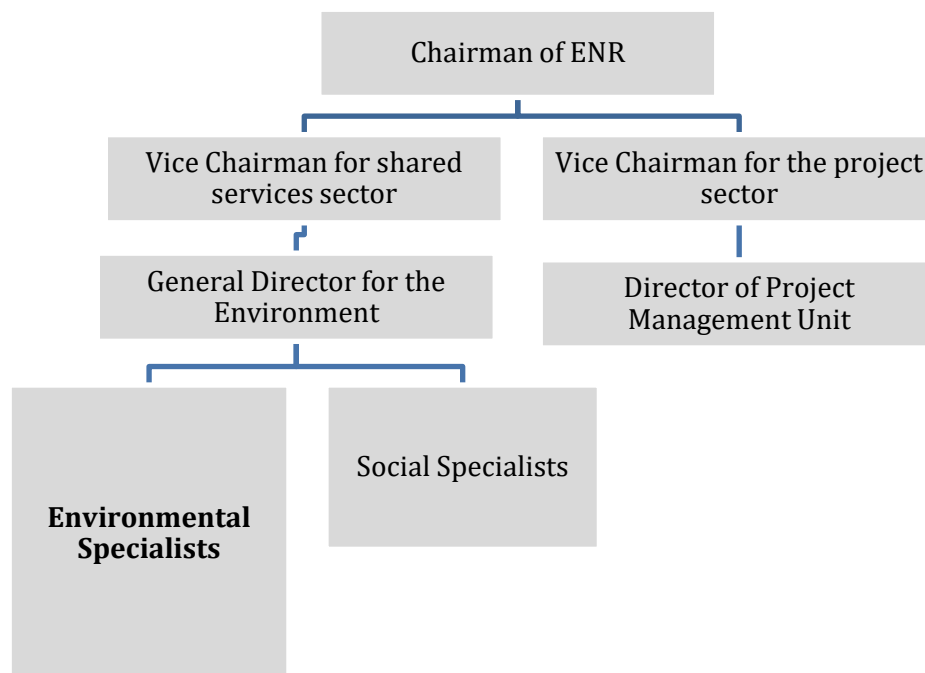 Chairman of ENR
Vice Chairman for shared
services sector
Vice Chairman for the project
sector
General Director for the
Environment
Director of Project
Management Unit
Environmental
Specialists
Social Specialists